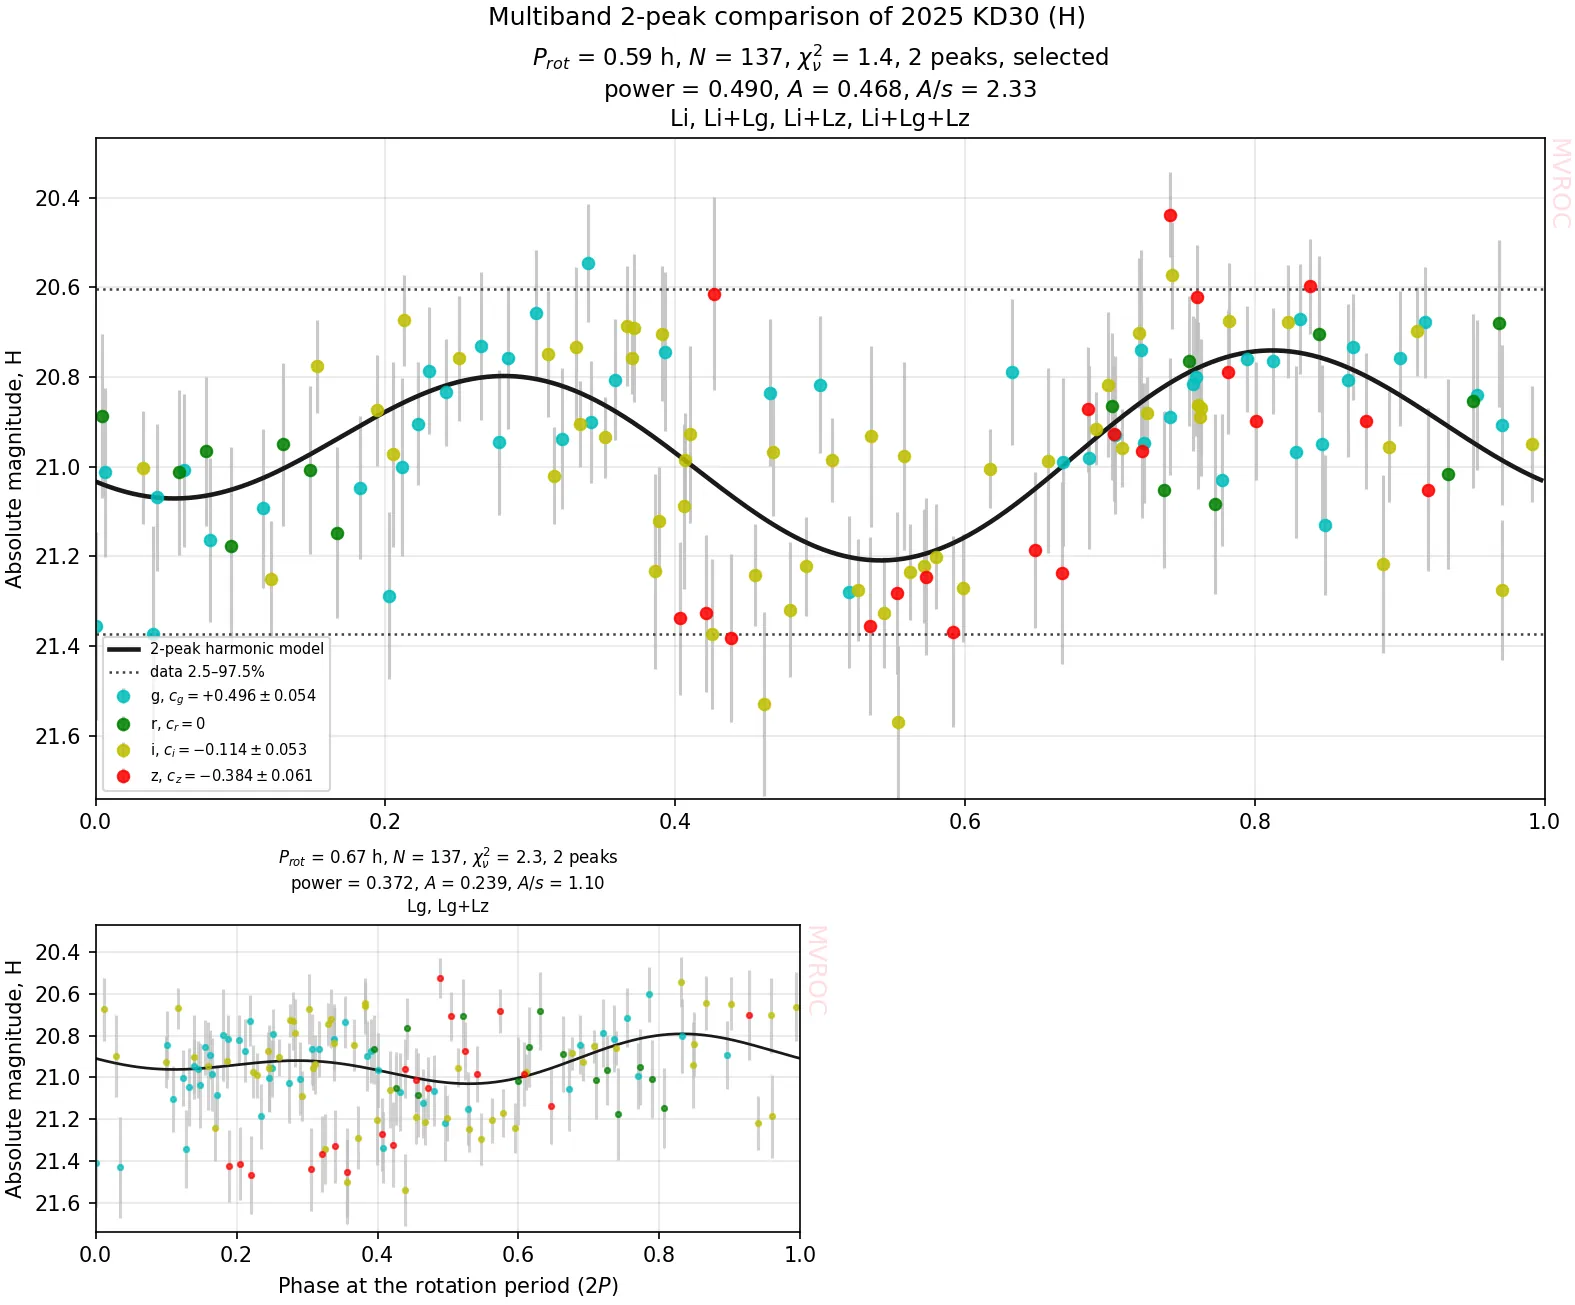 Multiband 2-peak comparison of 2025 KD30 (H)
P_rot = 0.59 h, N = 137, χ²_ν = 1.4, 2 peaks, selected
power = 0.490, A = 0.468, A/s = 2.33
Li, Li+Lg, Li+Lz, Li+Lg+Lz
MVROC
Absolute magnitude, H
20.4
20.6
20.8
21.0
21.2
21.4
21.6
2-peak harmonic model
data 2.5–97.5%
g, c_g = +0.496 ± 0.054
r, c_r = 0
i, c_i = −0.114 ± 0.053
z, c_z = −0.384 ± 0.061
0.0 0.2 0.4 0.6 0.8 1.0
P_rot = 0.67 h, N = 137, χ²_ν = 2.3, 2 peaks
power = 0.372, A = 0.239, A/s = 1.10
Lg, Lg+Lz
MVROC
Absolute magnitude, H
20.4
20.6
20.8
21.0
21.2
21.4
21.6
0.0 0.2 0.4 0.6 0.8 1.0
Phase at the rotation period (2P)